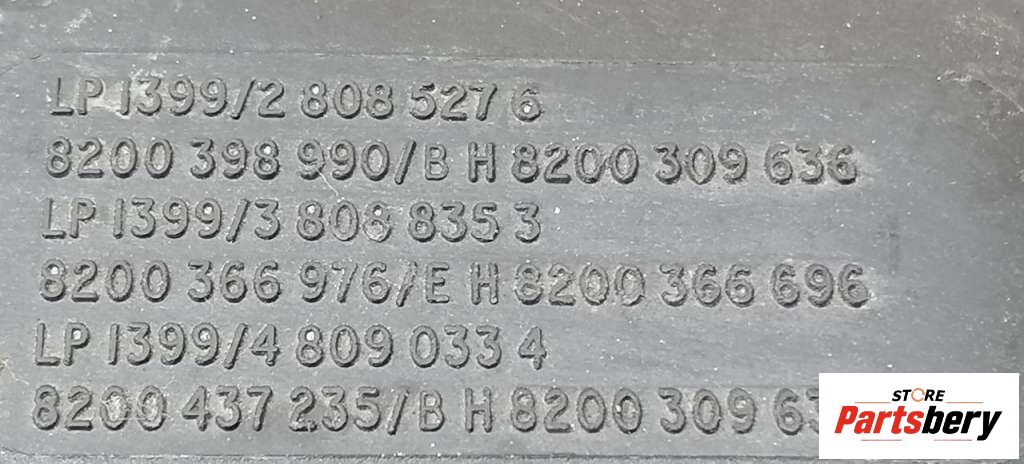 LP 1399/2 808 527 6
8200 398 990/B H 8200 309 636
LP 1399/3 808 835 3
8200 366 976/E H 8200 366 696
LP 1399/4 809 033 4
8200 437 235/B H 8200 309
STORE
Partsbery